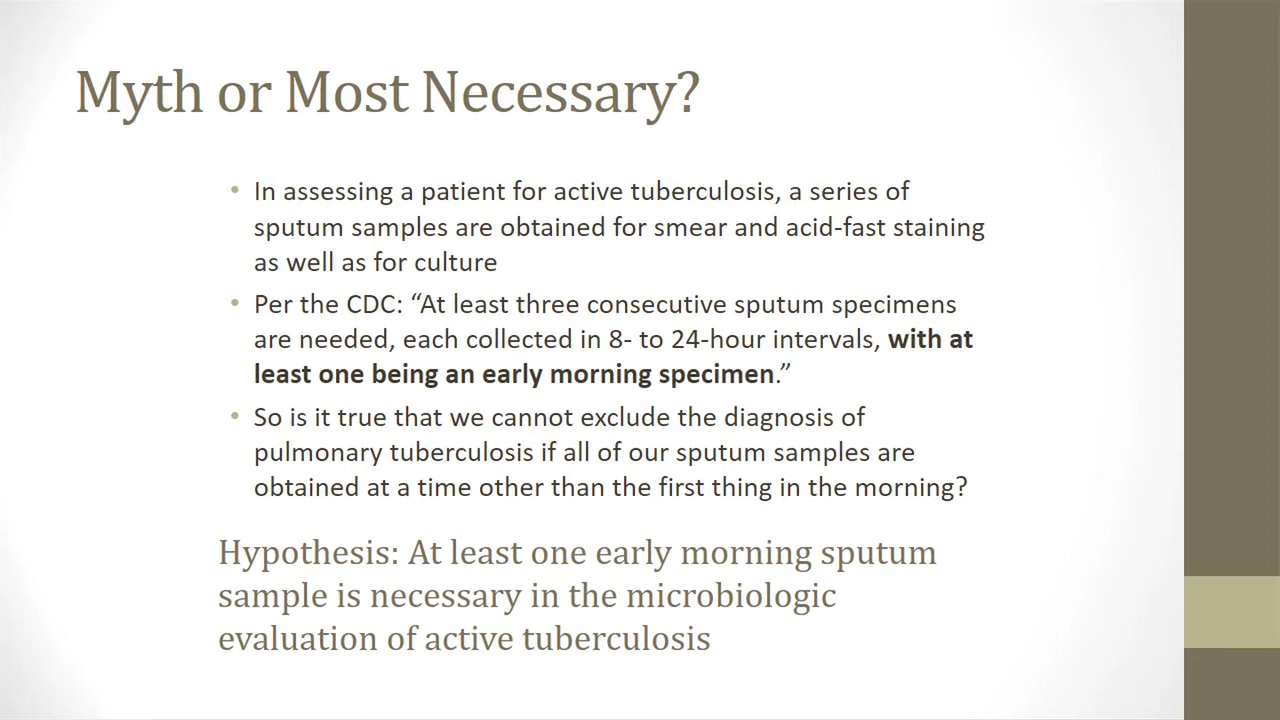 Myth or Most Necessary?
• In assessing a patient for active tuberculosis, a series of
sputum samples are obtained for smear and acid-fast staining
as well as for culture
• Per the CDC: “At least three consecutive sputum specimens
are needed, each collected in 8- to 24-hour intervals, with at
least one being an early morning specimen.”
• So is it true that we cannot exclude the diagnosis of
pulmonary tuberculosis if all of our sputum samples are
obtained at a time other than the first thing in the morning?
Hypothesis: At least one early morning sputum
sample is necessary in the microbiologic
evaluation of active tuberculosis